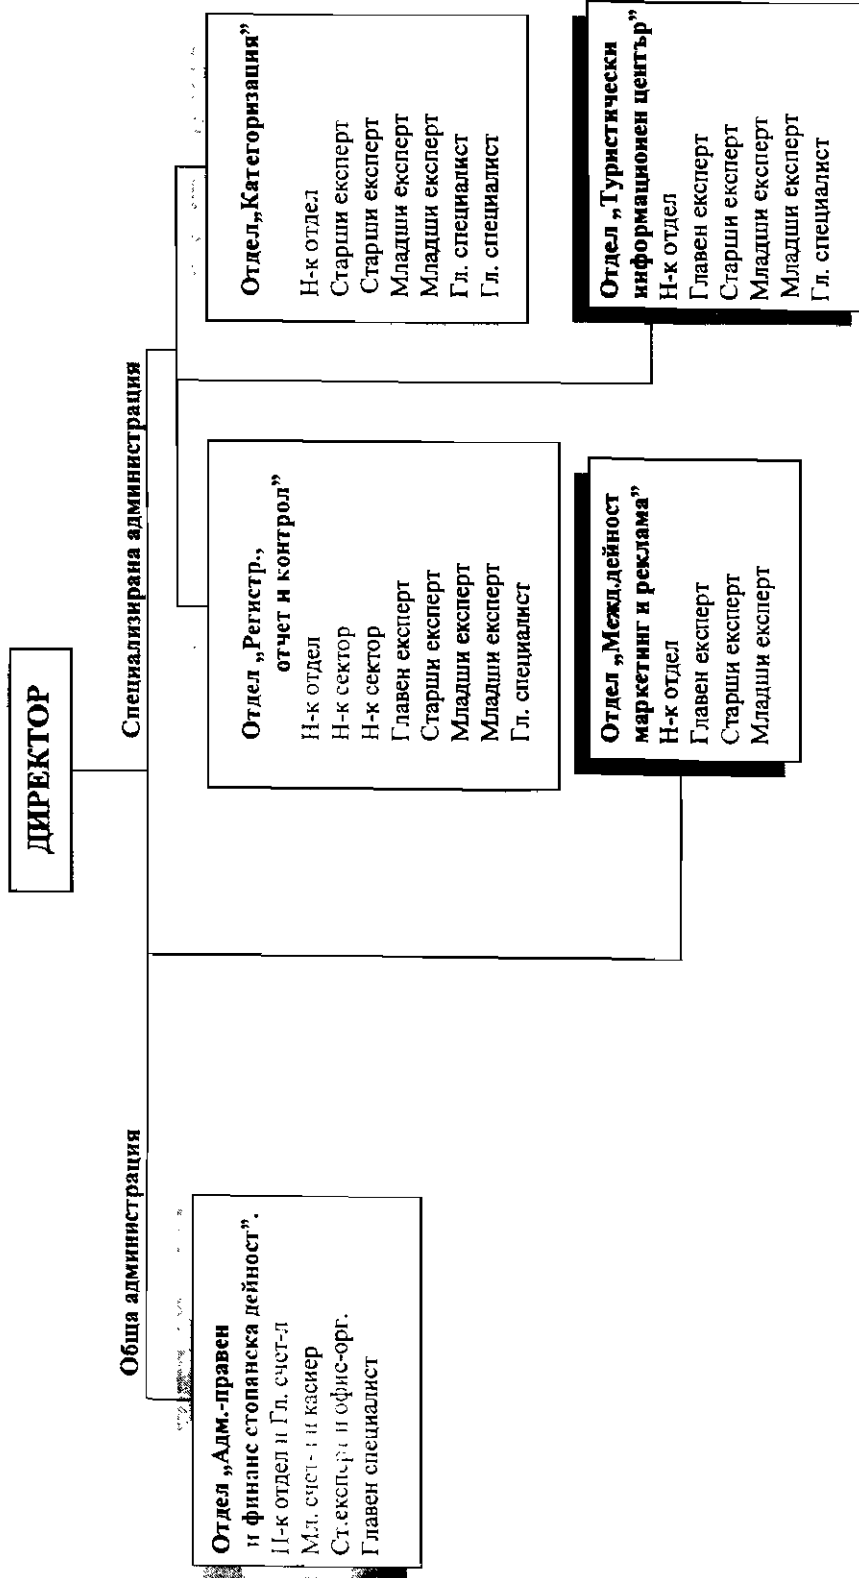 ДИРЕКТОР
Обща администрация
Специализирана администрация
Отдел „Адм.-правен
и финанс стопанска дейност”.
Н-к отдел и Гл. счет-л
Мл. счет- и касиер
Ст.експерт и офис-орг.
Главен специалист
Отдел „Регистр.,
отчет и контрол”
Н-к отдел
Н-к сектор
Н-к сектор
Главен експерт
Старши експерт
Младши експерт
Младши експерт
Гл. специалист
Отдел„Категоризация”
Н-к отдел
Старши експерт
Старши експерт
Младши експерт
Младши експерт
Гл. специалист
Гл. специалист
Отдел „Межд.дейност
маркетинг и реклама”
Н-к отдел
Главен експерт
Старши експерт
Младши експерт
Отдел „Туристически
информационен център”
Н-к отдел
Главен експерт
Старши експерт
Младши експерт
Младши експерт
Гл. специалист